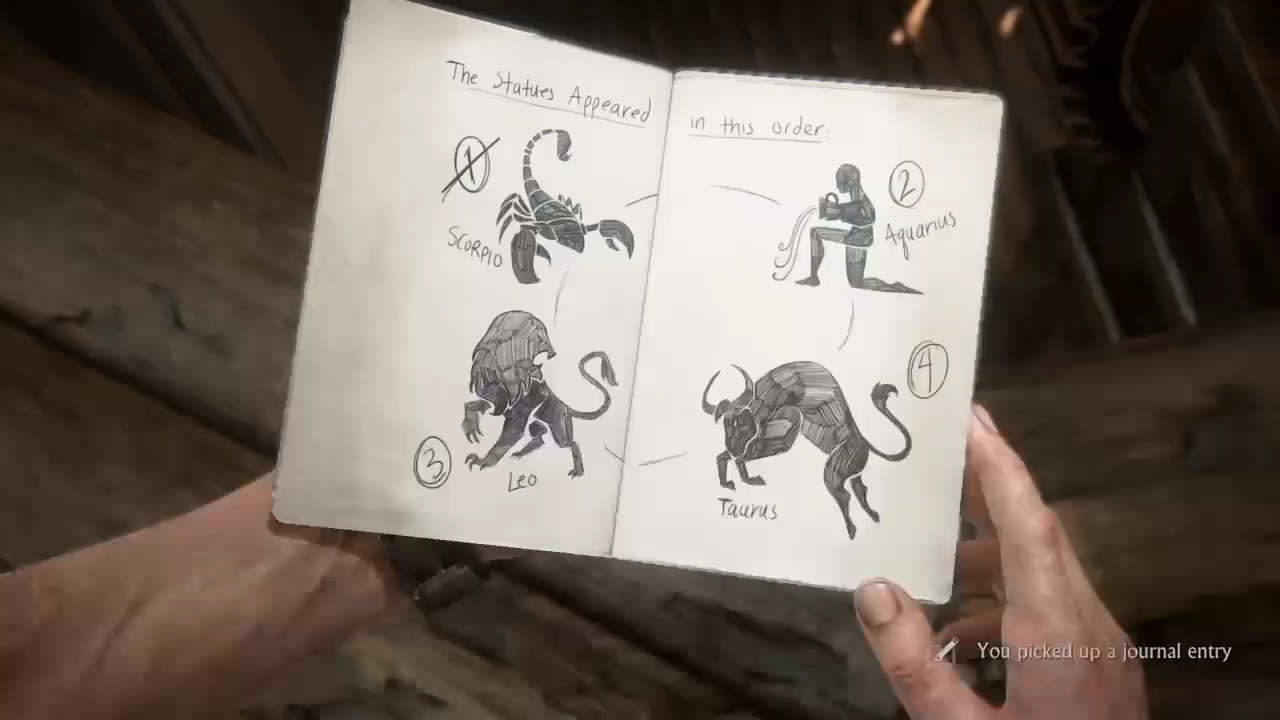 The Statues Appeared
in this order:
1
SCORPIO
2
Aquarius
3
Leo
4
Taurus
You picked up a journal entry